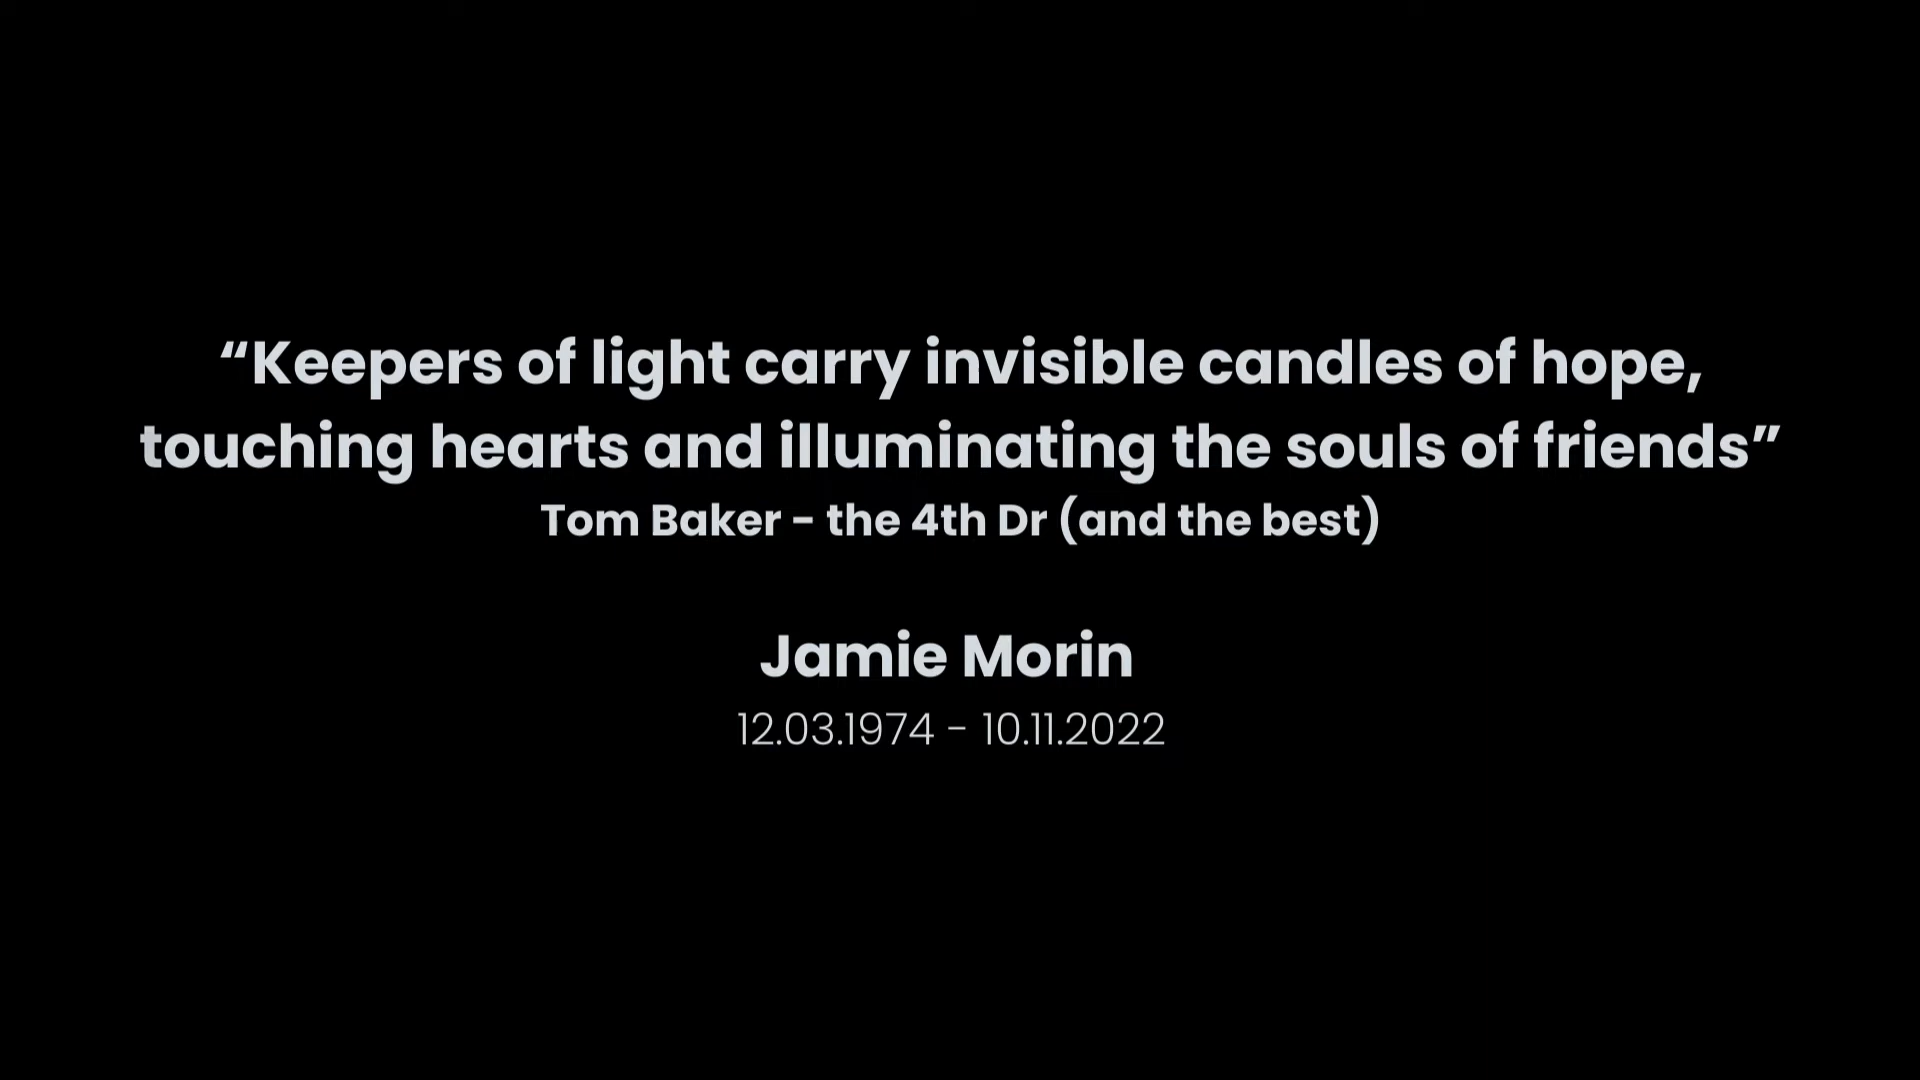 “Keepers of light carry invisible candles of hope,
touching hearts and illuminating the souls of friends”
Tom Baker - the 4th Dr (and the best)
Jamie Morin
12.03.1974 - 10.11.2022